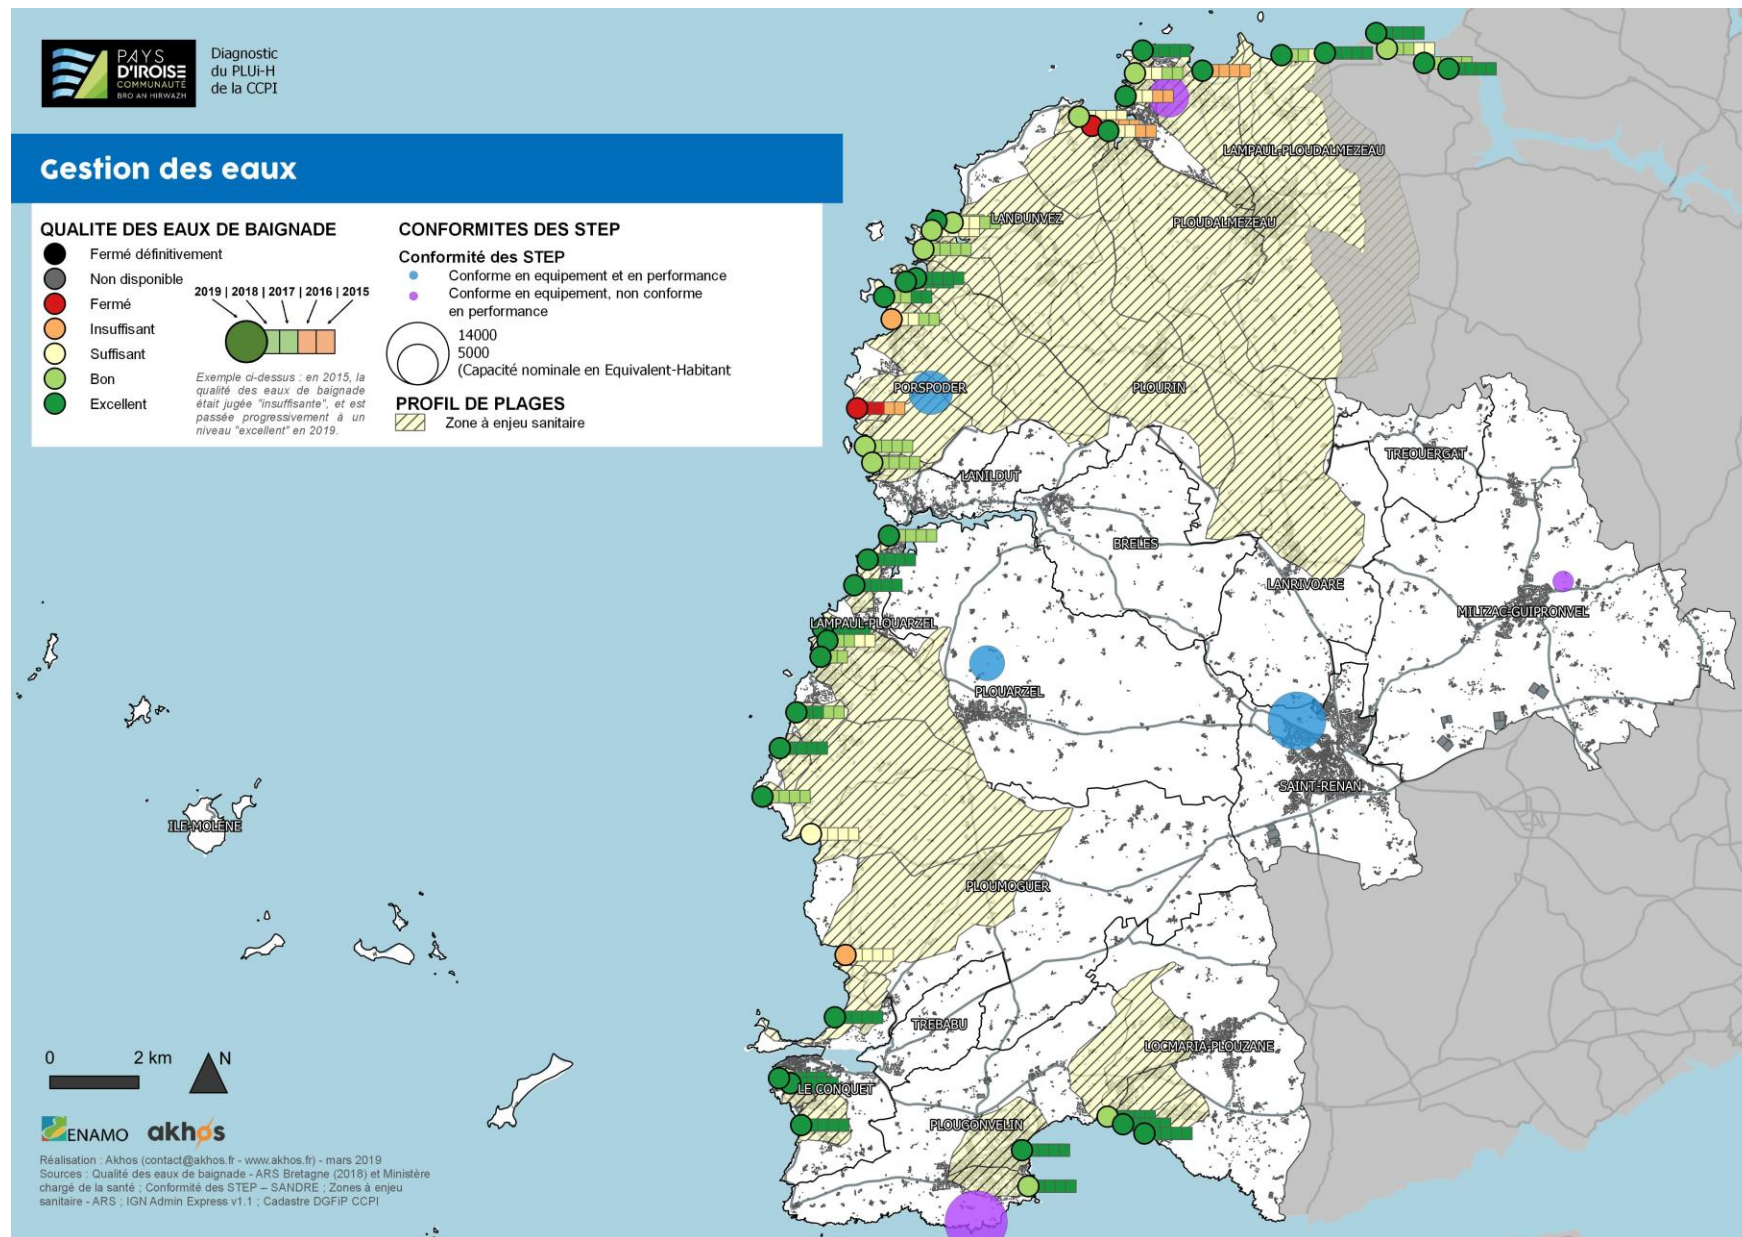 PAYS
D'IROISE
COMMUNAUTÉ
BRO AN HIRWAZH
Diagnostic
du PLUi-H
de la CCPI
Gestion des eaux
QUALITE DES EAUX DE BAIGNADE
Fermé définitivement
Non disponible
Fermé
Insuffisant
Suffisant
Bon
Excellent
2019 | 2018 | 2017 | 2016 | 2015
Exemple ci-dessus : en 2015, la
qualité des eaux de baignade
était jugée "insuffisante", et est
passée progressivement à un
niveau "excellent" en 2019.
CONFORMITES DES STEP
Conformité des STEP
Conforme en equipement et en performance
Conforme en equipement, non conforme
en performance
14000
5000
(Capacité nominale en Equivalent-Habitant
PROFIL DE PLAGES
Zone à enjeu sanitaire
LAMPAUL-PLOUDALMEZEAU
LANDUNVEZ
PLOUDALMEZEAU
PORSPODER
PLOURIN
TREOUERGAT
LANILDUT
BRELES
LANRIVOARE
MILIZAC-GUIPRONVEL
LAMPAUL-PLOUARZEL
PLOUARZEL
SAINT-RENAN
ILE-MOLENE
PLOUMOGUER
TREBABU
LOCMARIA-PLOUZANE
LE CONQUET
PLOUGONVELIN
0 2 km
N
ENAMO akhos
Réalisation : Akhos (contact@akhos.fr - www.akhos.fr) - mars 2019
Sources : Qualité des eaux de baignade - ARS Bretagne (2018) et Ministère
chargé de la santé ; Conformité des STEP – SANDRE ; Zones à enjeu
sanitaire - ARS ; IGN Admin Express v1.1 ; Cadastre DGFiP CCPI